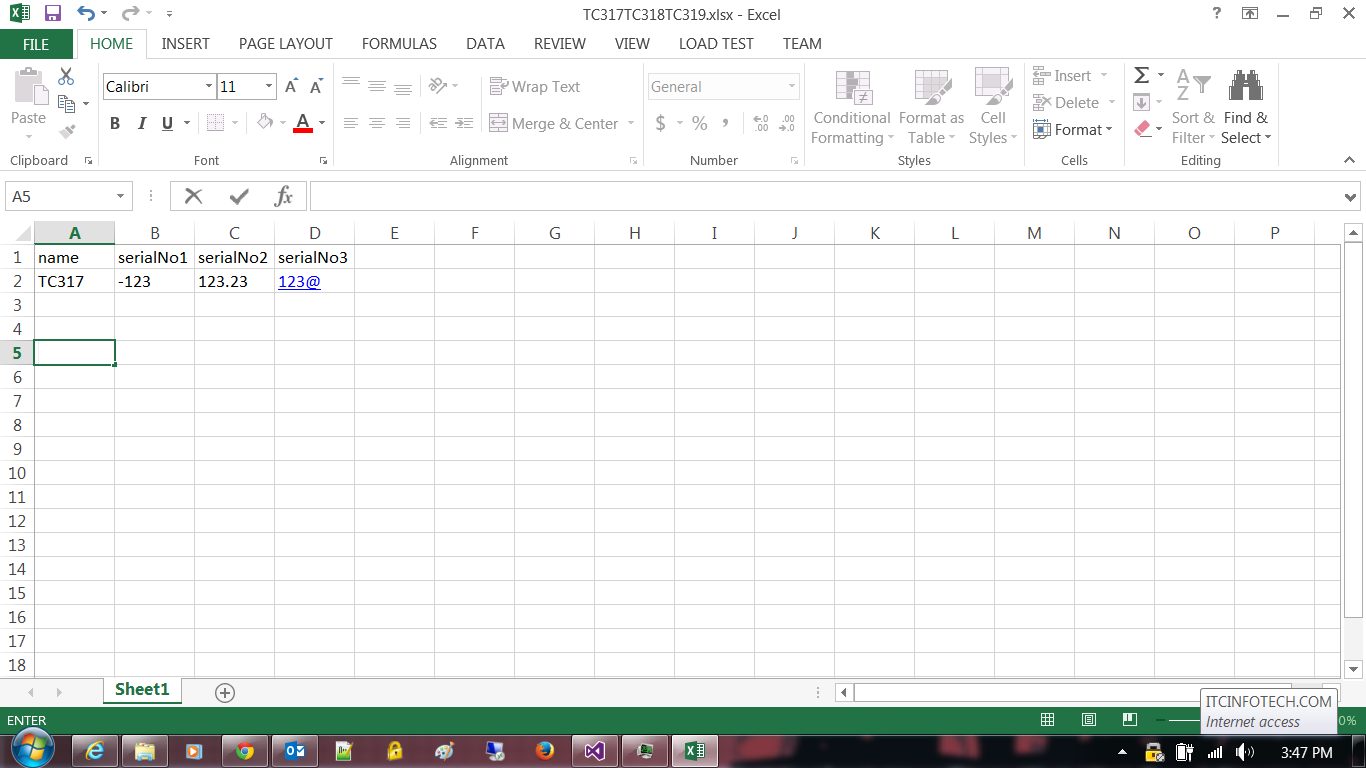 TC317TC318TC319.xlsx - Excel
FILE HOME INSERT PAGE LAYOUT FORMULAS DATA REVIEW VIEW LOAD TEST TEAM
Paste
Clipboard
Calibri 11
B I U A
Font
Wrap Text
Merge & Center
Alignment
General
$ % ,
Number
Conditional Formatting
Format as Table
Cell Styles
Styles
Insert
Delete
Format
Cells
Sort & Filter
Find & Select
Editing
A5
fx
A B C D E F G H I J K L M N O P
1 name serialNo1 serialNo2 serialNo3
2 TC317 -123 123.23 123@
3
4
5
6
7
8
9
10
11
12
13
14
15
16
17
18
Sheet1
ITCINFOTECH.COM
Internet access
ENTER
0%
3:47 PM